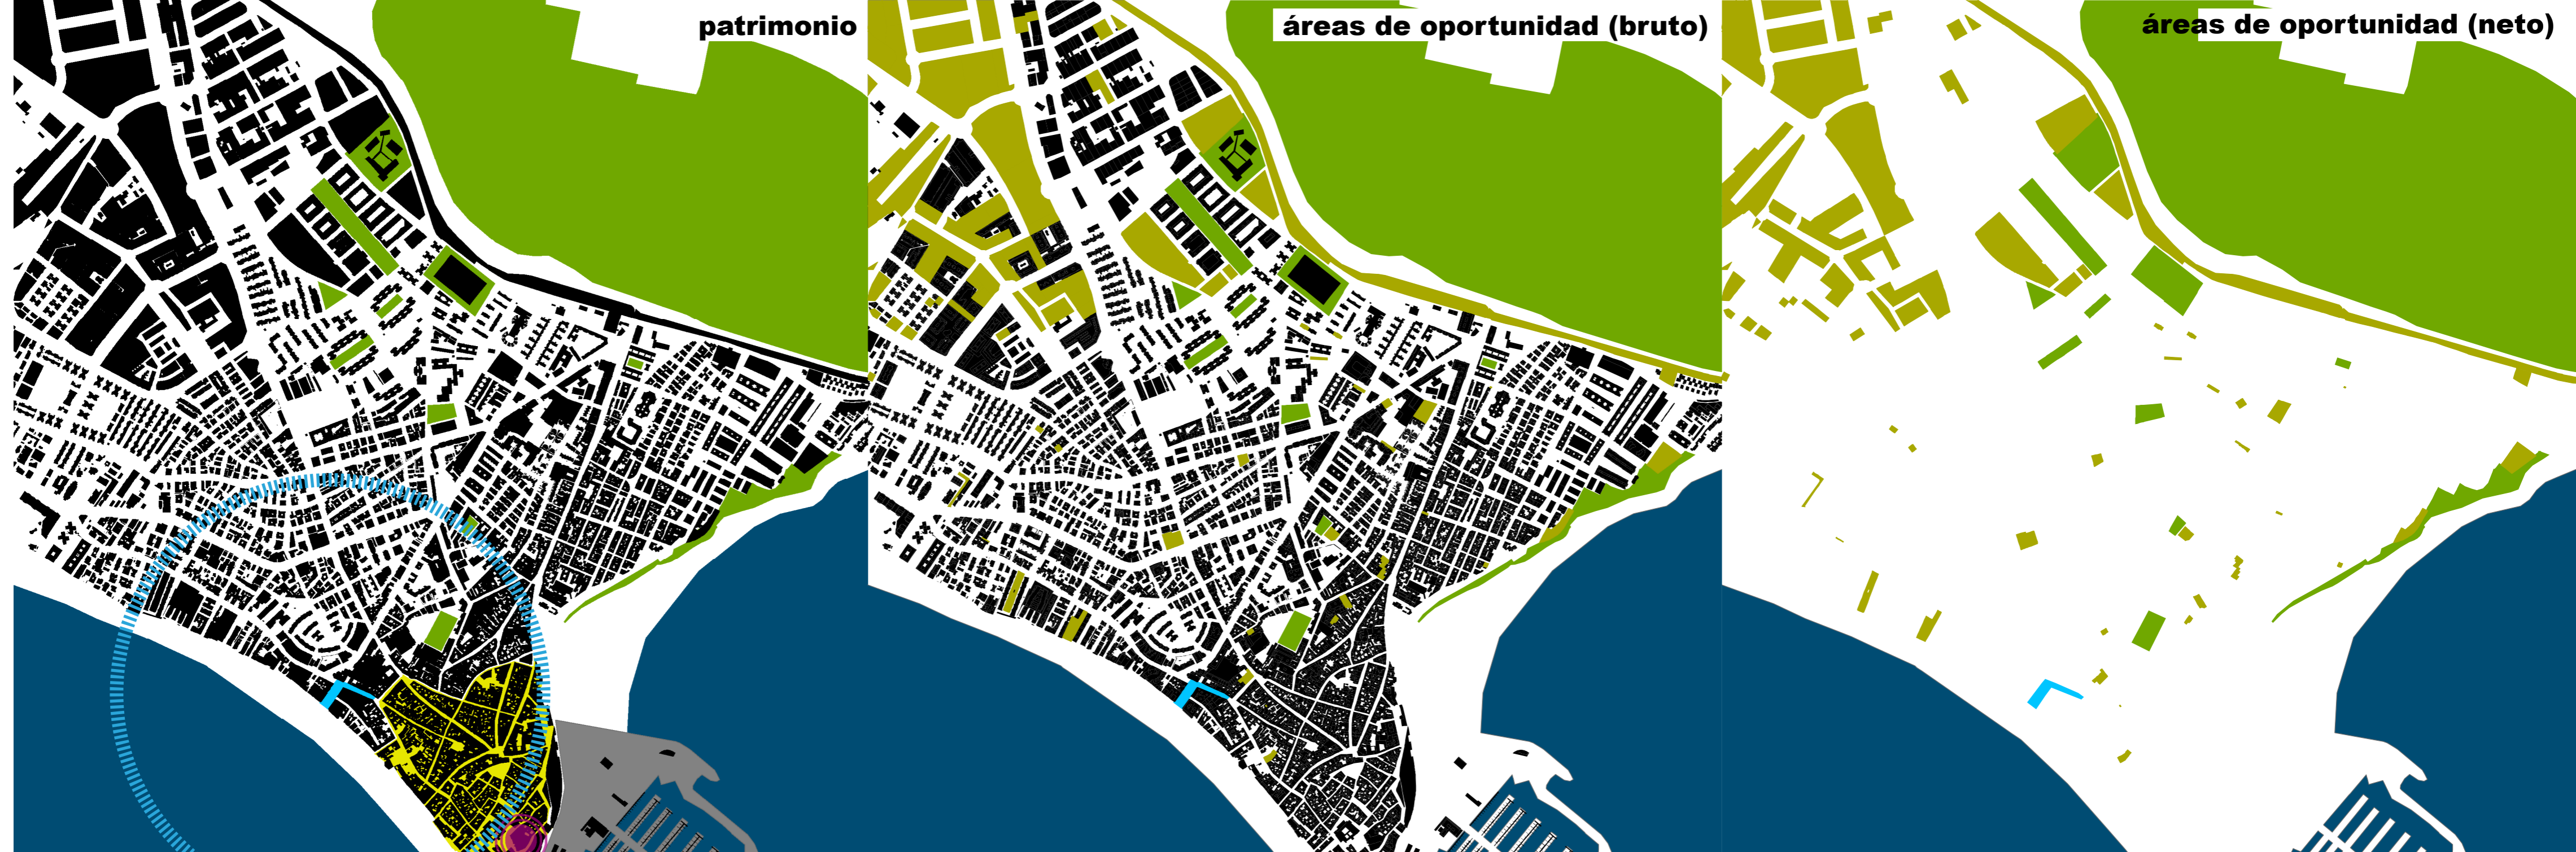 patrimonio
áreas de oportunidad (bruto)
áreas de oportunidad (neto)